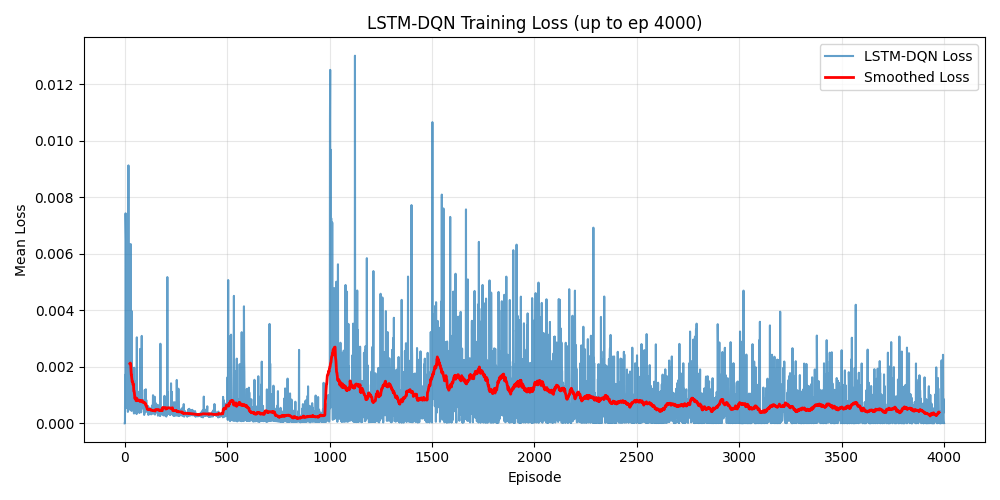 LSTM-DQN Training Loss (up to ep 4000)
LSTM-DQN Loss
Smoothed Loss
Mean Loss
0.012
0.010
0.008
0.006
0.004
0.002
0.000
0 500 1000 1500 2000 2500 3000 3500 4000
Episode